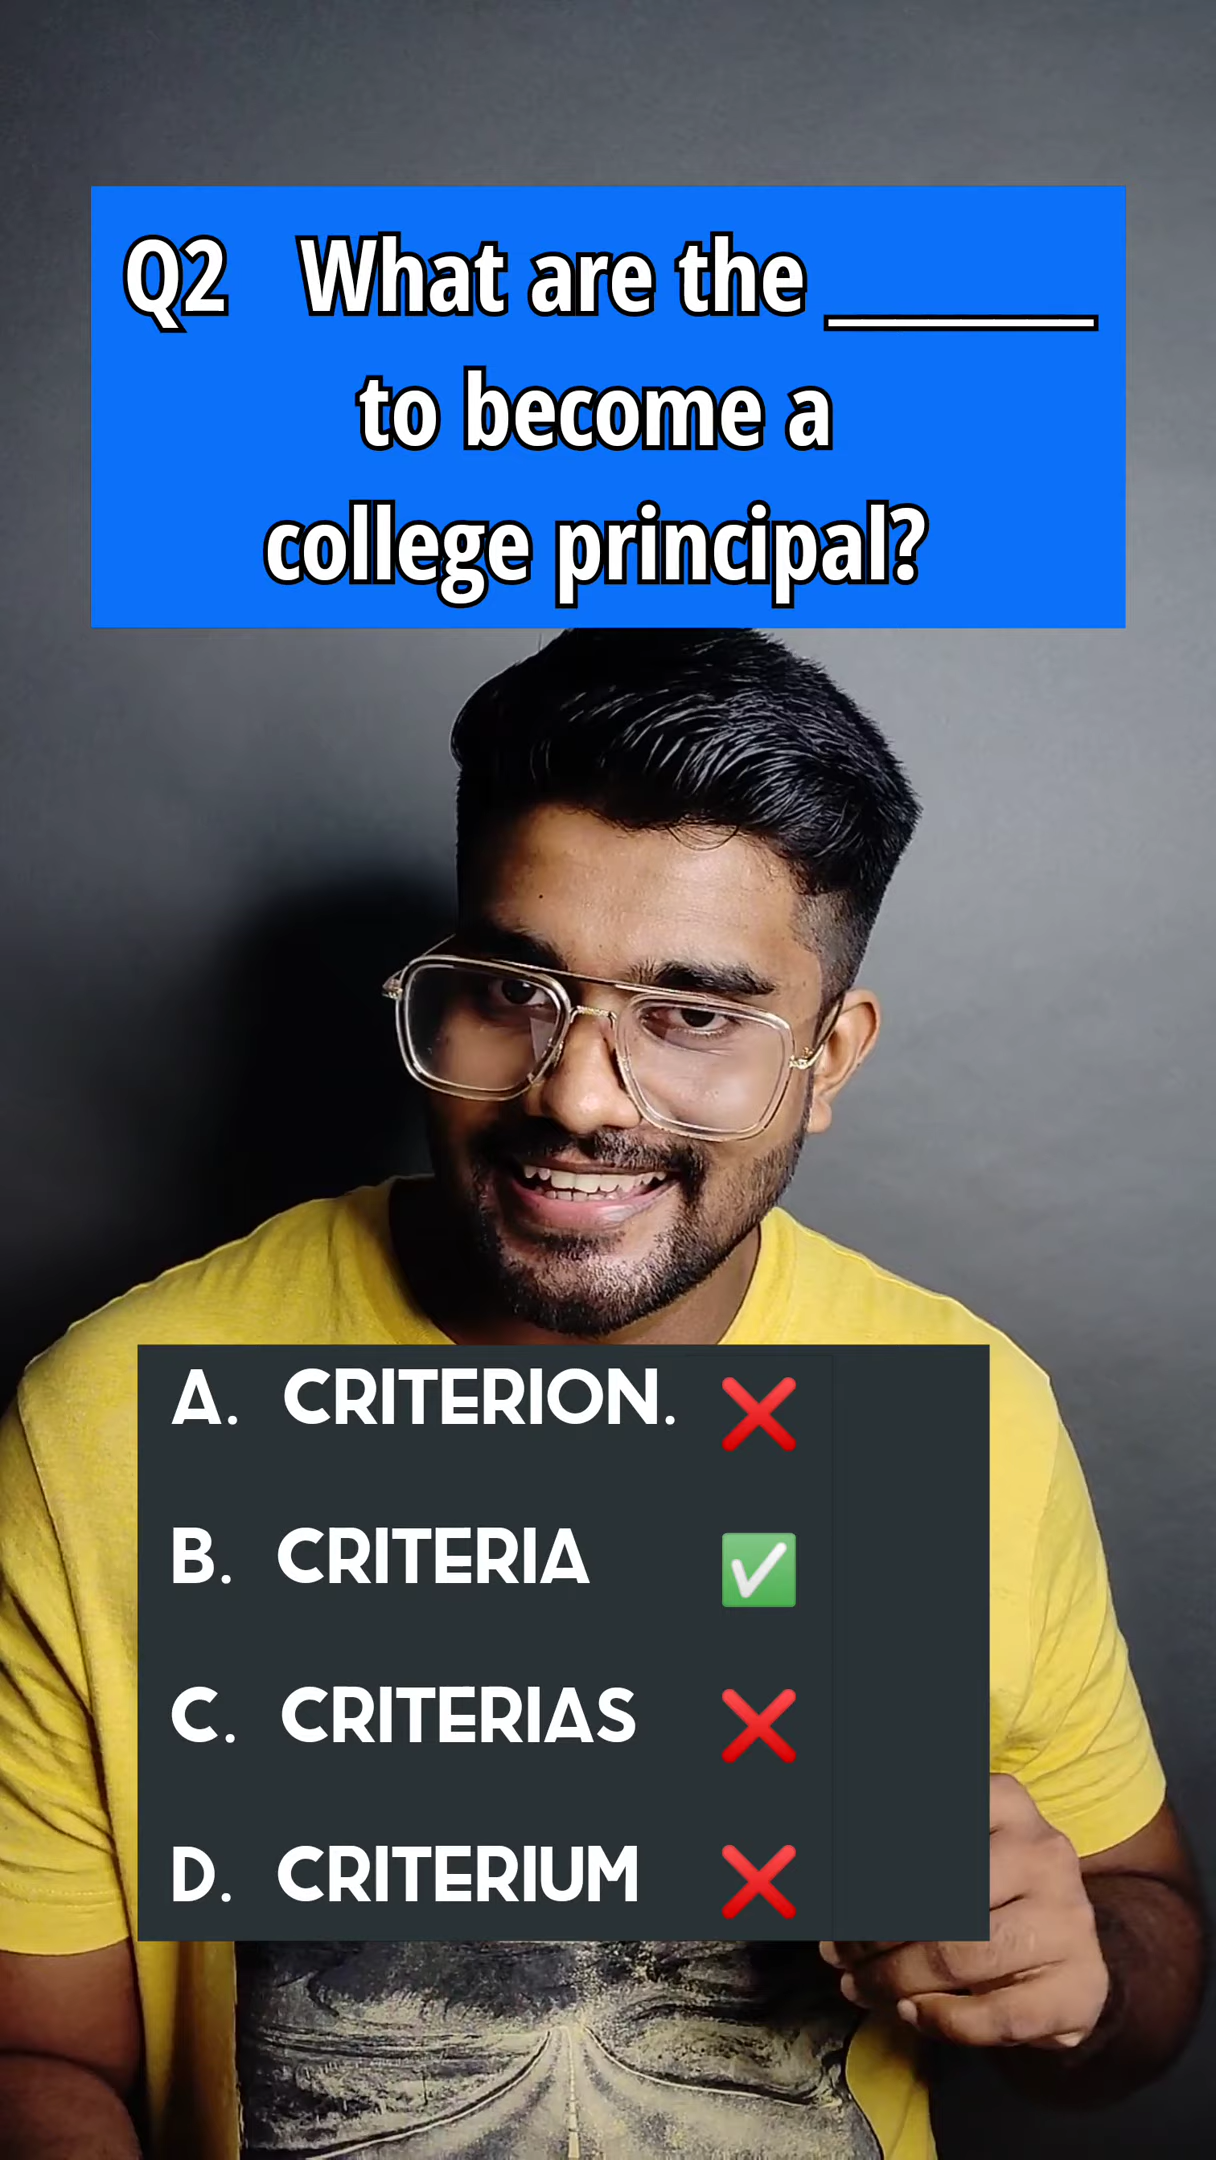 Q2 What are the ______
to become a
college principal?
A. CRITERION. ❌
B. CRITERIA ✅
C. CRITERIAS ❌
D. CRITERIUM ❌